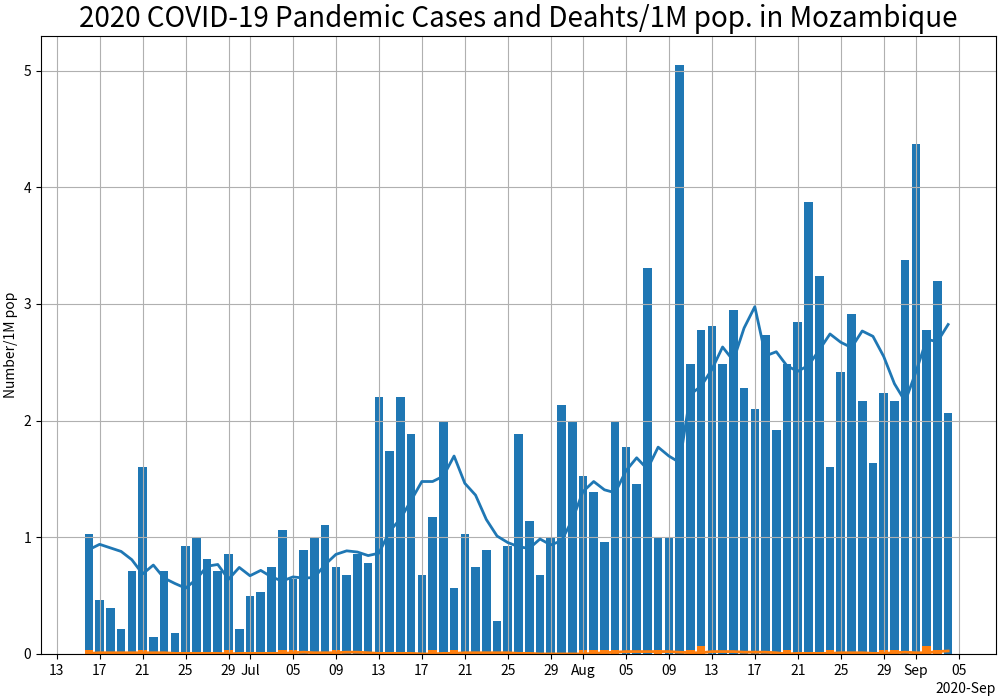 2020 COVID-19 Pandemic Cases and Deahts/1M pop. in Mozambique
Number/1M pop
5
4
3
2
1
0
13 17 21 25 29 Jul 05 09 13 17 21 25 29 Aug 05 09 13 17 21 25 29 Sep 05
2020-Sep